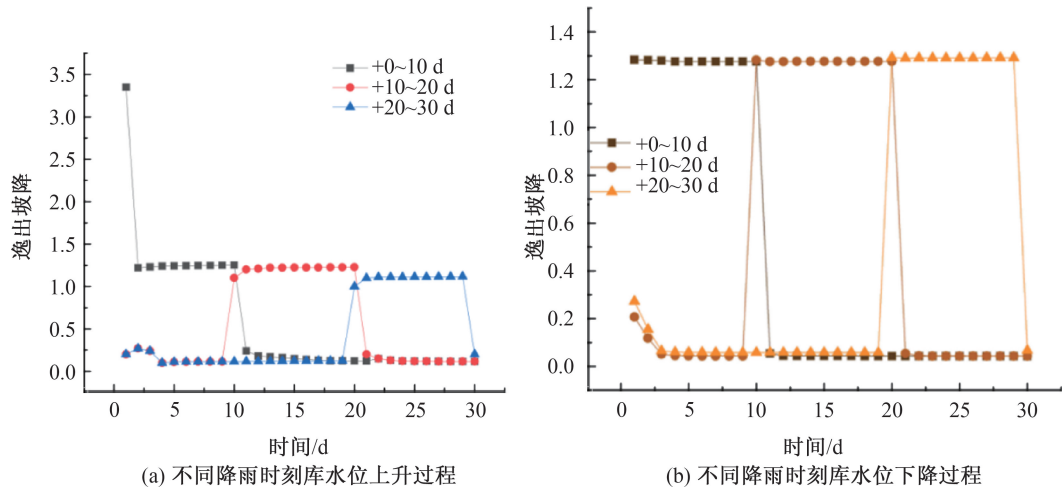 3.5
3.0
2.5
2.0
1.5
1.0
0.5
0.0
逸出坡降
+0~10 d
+10~20 d
+20~30 d
0 5 10 15 20 25 30
时间/d
(a) 不同降雨时刻库水位上升过程
1.4
1.2
1.0
0.8
0.6
0.4
0.2
0.0
逸出坡降
+0~10 d
+10~20 d
+20~30 d
0 5 10 15 20 25 30
时间/d
(b) 不同降雨时刻库水位下降过程